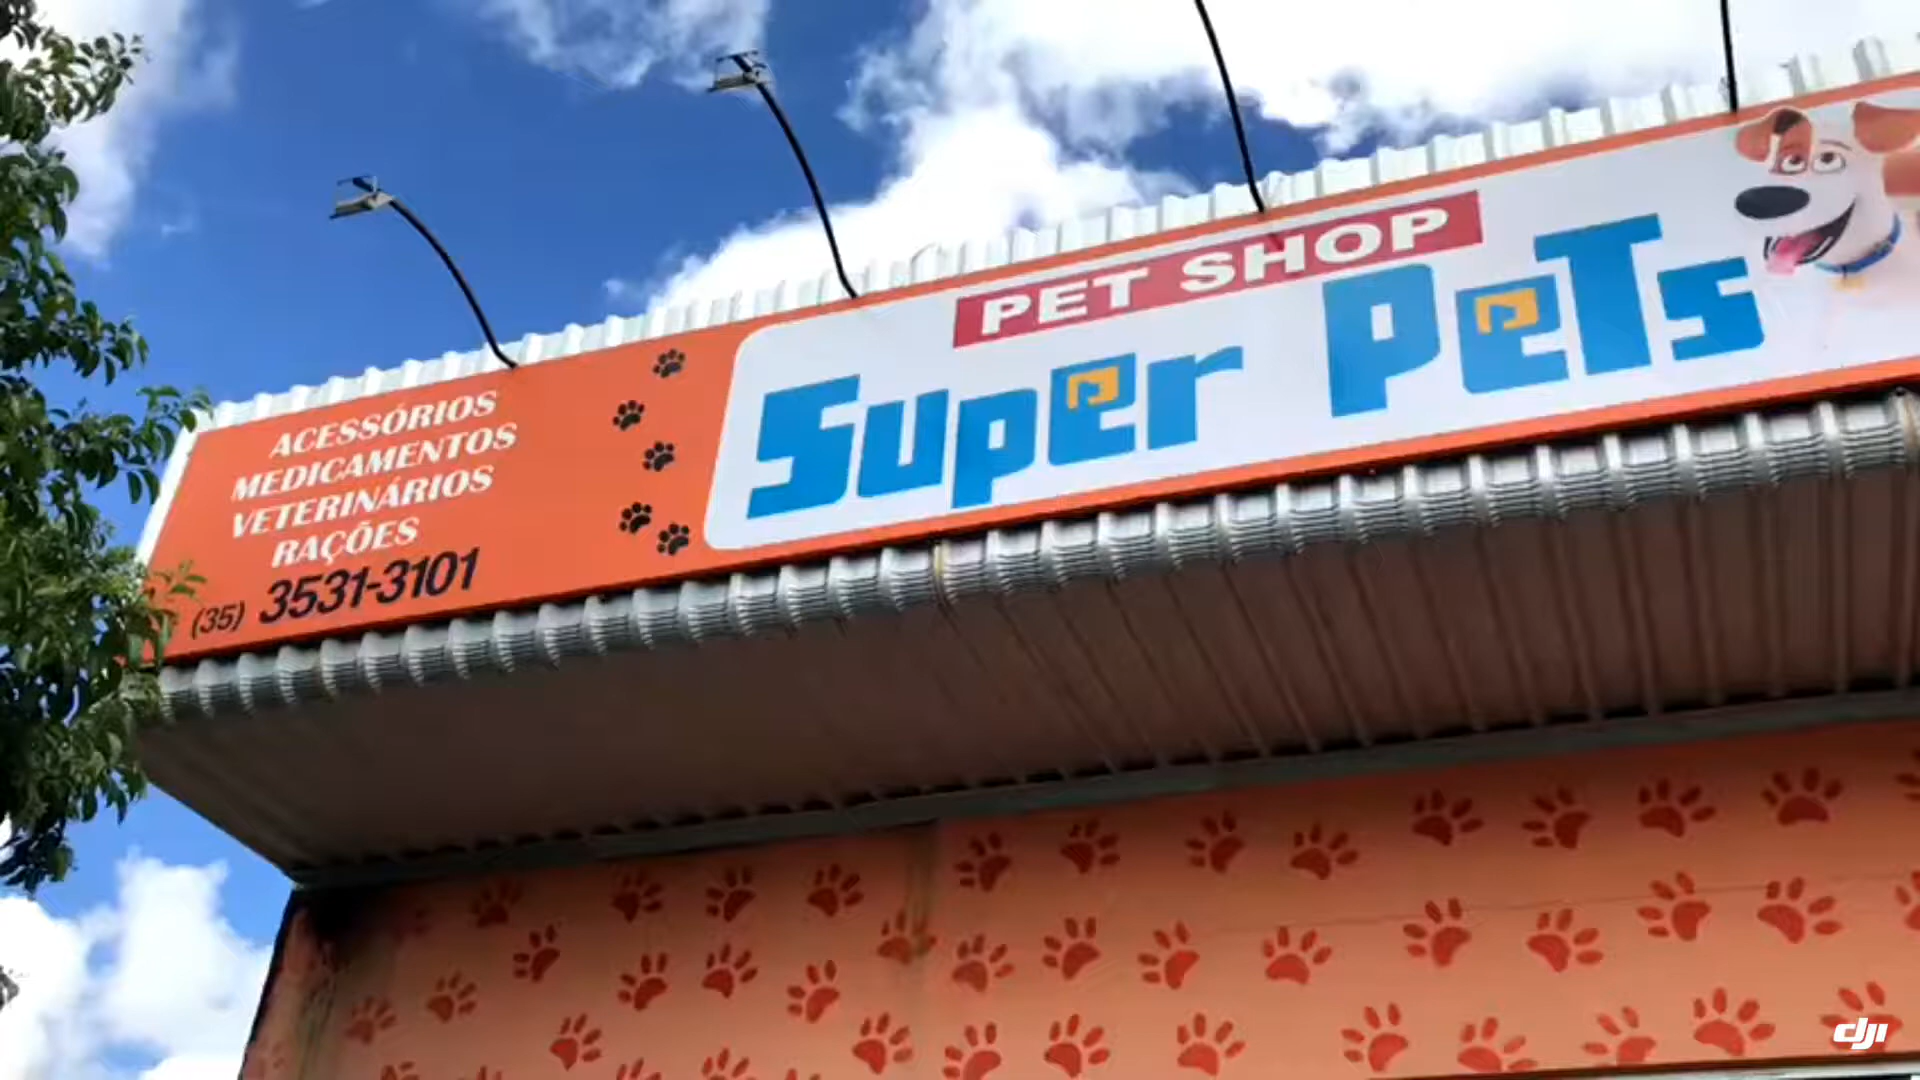 ACESSÓRIOS
MEDICAMENTOS
VETERINÁRIOS
RAÇÕES
(35) 3531-3101
PET SHOP
Super PeTs
dji